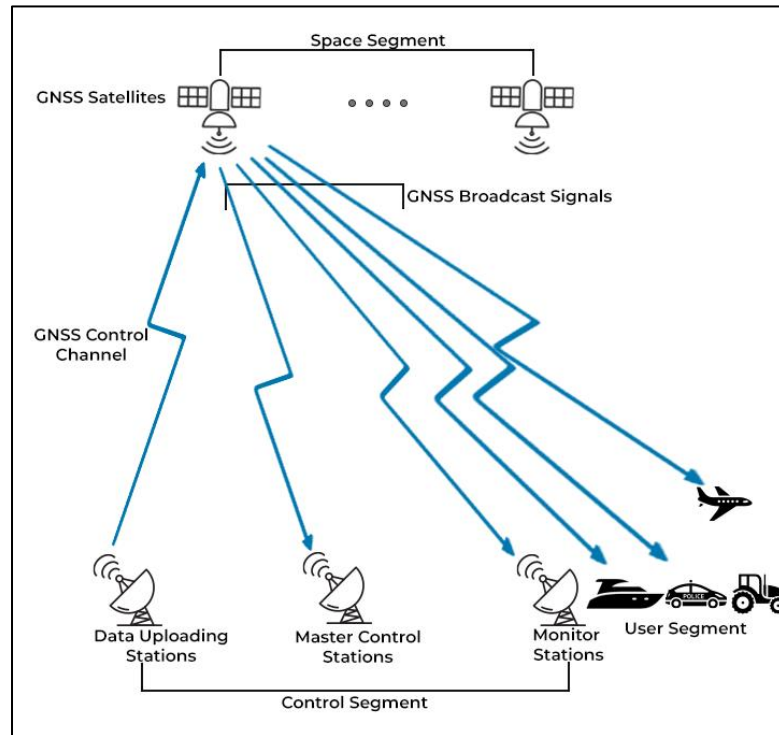 Space Segment
GNSS Satellites
GNSS Broadcast Signals
GNSS Control
Channel
POLICE
Data Uploading
Stations
Master Control
Stations
Monitor
Stations
User Segment
Control Segment